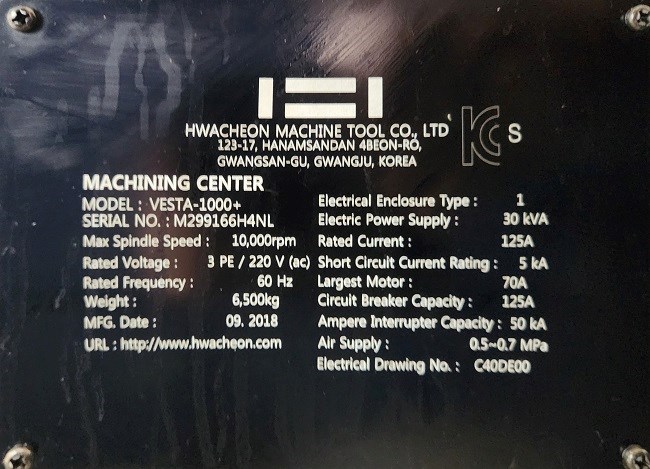 HWACHEON MACHINE TOOL CO., LTD
123-17, HANAMSANDAN 4BEON-RO,
GWANGSAN-GU, GWANGJU, KOREA
KC S
MACHINING CENTER
MODEL : VESTA-1000+
SERIAL NO. : M299166H4NL
Max Spindle Speed : 10,000rpm
Rated Voltage : 3 PE / 220 V (ac)
Rated Frequency : 60 Hz
Weight : 6,500kg
MFG. Date : 09. 2018
URL : http://www.hwacheon.com
Electrical Enclosure Type : 1
Electric Power Supply : 30 kVA
Rated Current : 125A
Short Circuit Current Rating : 5 kA
Largest Motor : 70A
Circuit Breaker Capacity : 125A
Ampere Interrupter Capacity : 50 kA
Air Supply : 0.5~0.7 MPa
Electrical Drawing No. : C40DE00